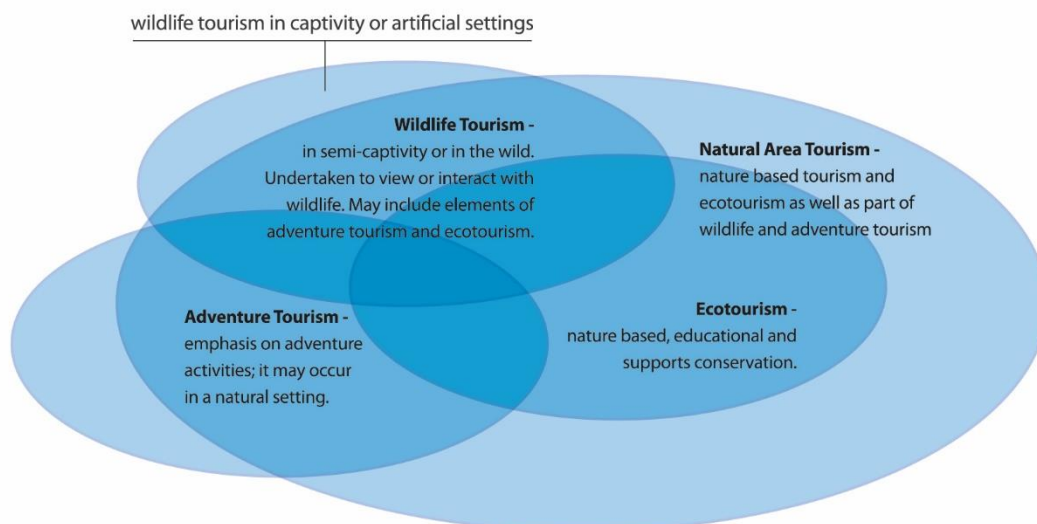 wildlife tourism in captivity or artificial settings
Wildlife Tourism -
in semi-captivity or in the wild.
Undertaken to view or interact with
wildlife. May include elements of
adventure tourism and ecotourism.
Natural Area Tourism -
nature based tourism and
ecotourism as well as part of
wildlife and adventure tourism
Adventure Tourism -
emphasis on adventure
activities; it may occur
in a natural setting.
Ecotourism -
nature based, educational and
supports conservation.